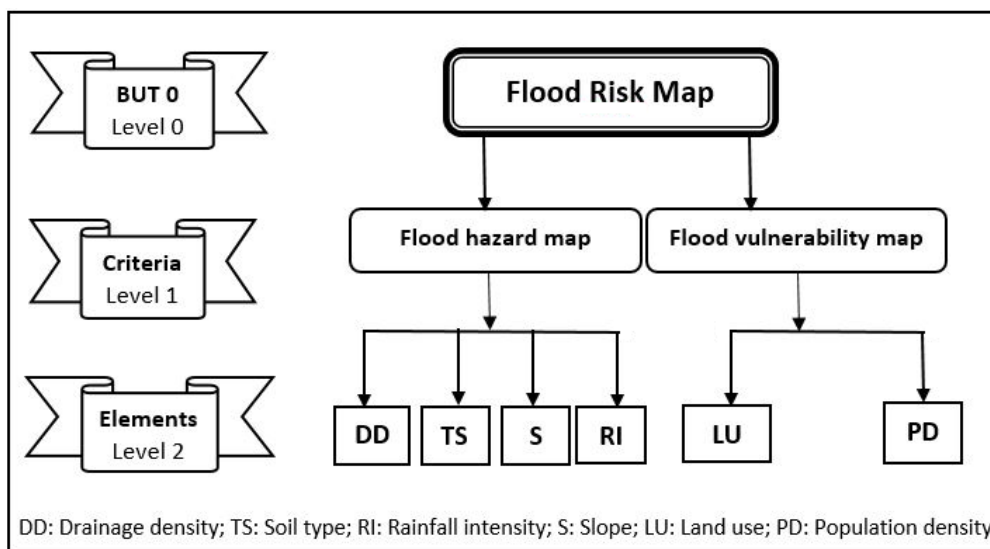 BUT 0
Level 0
Flood Risk Map
Criteria
Level 1
Flood hazard map
Flood vulnerability map
Elements
Level 2
DD
TS
S
RI
LU
PD
DD: Drainage density; TS: Soil type; RI: Rainfall intensity; S: Slope; LU: Land use; PD: Population density